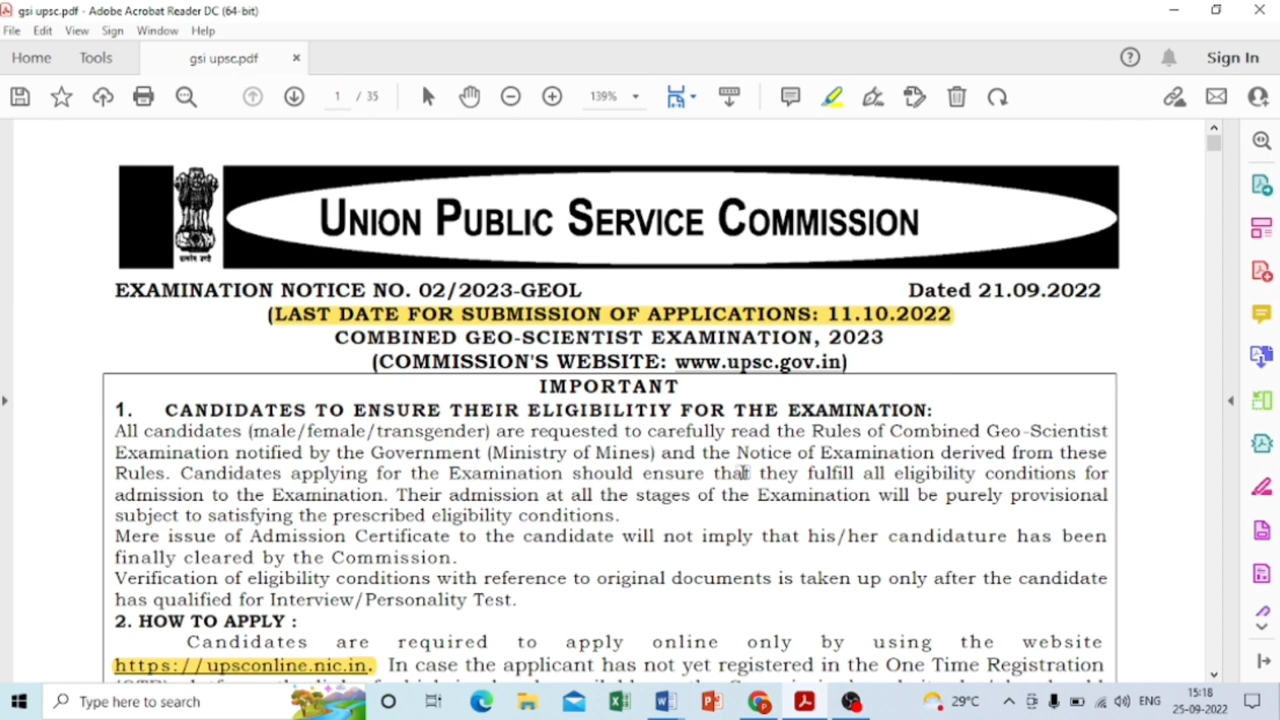 gsi upsc.pdf - Adobe Acrobat Reader DC (64-bit)
File Edit View Sign Window Help
Home Tools gsi upsc.pdf × Sign In
1 / 35 139%
UNION PUBLIC SERVICE COMMISSION
EXAMINATION NOTICE NO. 02/2023-GEOL Dated 21.09.2022
(LAST DATE FOR SUBMISSION OF APPLICATIONS: 11.10.2022
COMBINED GEO-SCIENTIST EXAMINATION, 2023
(COMMISSION'S WEBSITE: www.upsc.gov.in)
IMPORTANT
1. CANDIDATES TO ENSURE THEIR ELIGIBILITIY FOR THE EXAMINATION:
All candidates (male/female/transgender) are requested to carefully read the Rules of Combined Geo-Scientist
Examination notified by the Government (Ministry of Mines) and the Notice of Examination derived from these
Rules. Candidates applying for the Examination should ensure that they fulfill all eligibility conditions for
admission to the Examination. Their admission at all the stages of the Examination will be purely provisional
subject to satisfying the prescribed eligibility conditions.
Mere issue of Admission Certificate to the candidate will not imply that his/her candidature has been
finally cleared by the Commission.
Verification of eligibility conditions with reference to original documents is taken up only after the candidate
has qualified for Interview/Personality Test.
2. HOW TO APPLY :
Candidates are required to apply online only by using the website
https://upsconline.nic.in. In case the applicant has not yet registered in the One Time Registration
Type here to search
29°C ENG
15:18
25-09-2022